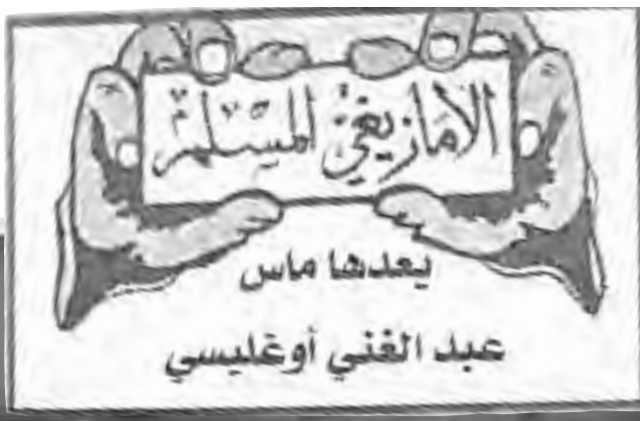 الأمازيغيّ المسلم
يعدها ماس
عبد الغني أوغليسي